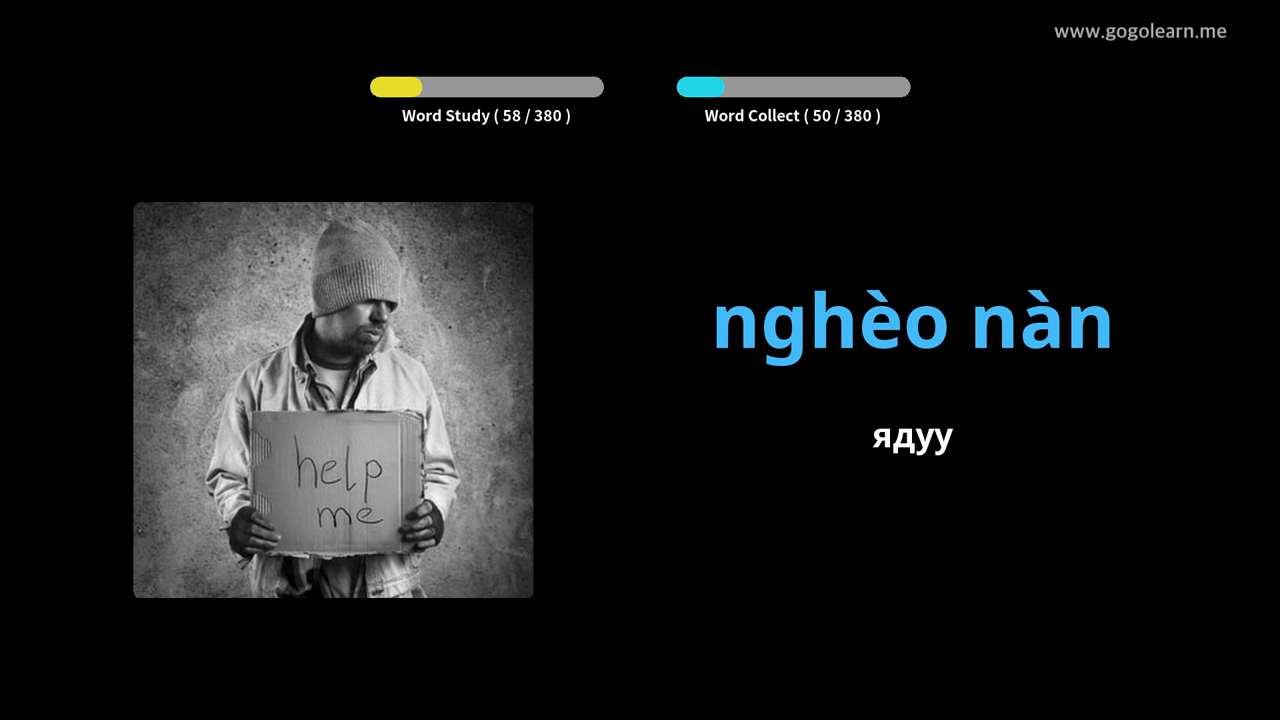 www.gogolearn.me
Word Study ( 58 / 380 )
Word Collect ( 50 / 380 )
help
me
nghèo nàn
ядуу